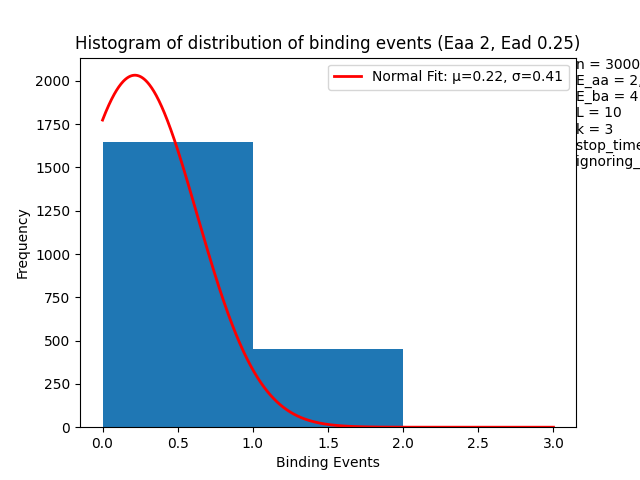 Histogram of distribution of binding events (Eaa 2, Ead 0.25)
Normal Fit: μ=0.22, σ=0.41
n = 3000
E_aa = 2,
E_ba = 4
L = 10
k = 3
stop_time
ignoring_
2000
1750
1500
1250
1000
750
500
250
0
Frequency
0.0 0.5 1.0 1.5 2.0 2.5 3.0
Binding Events